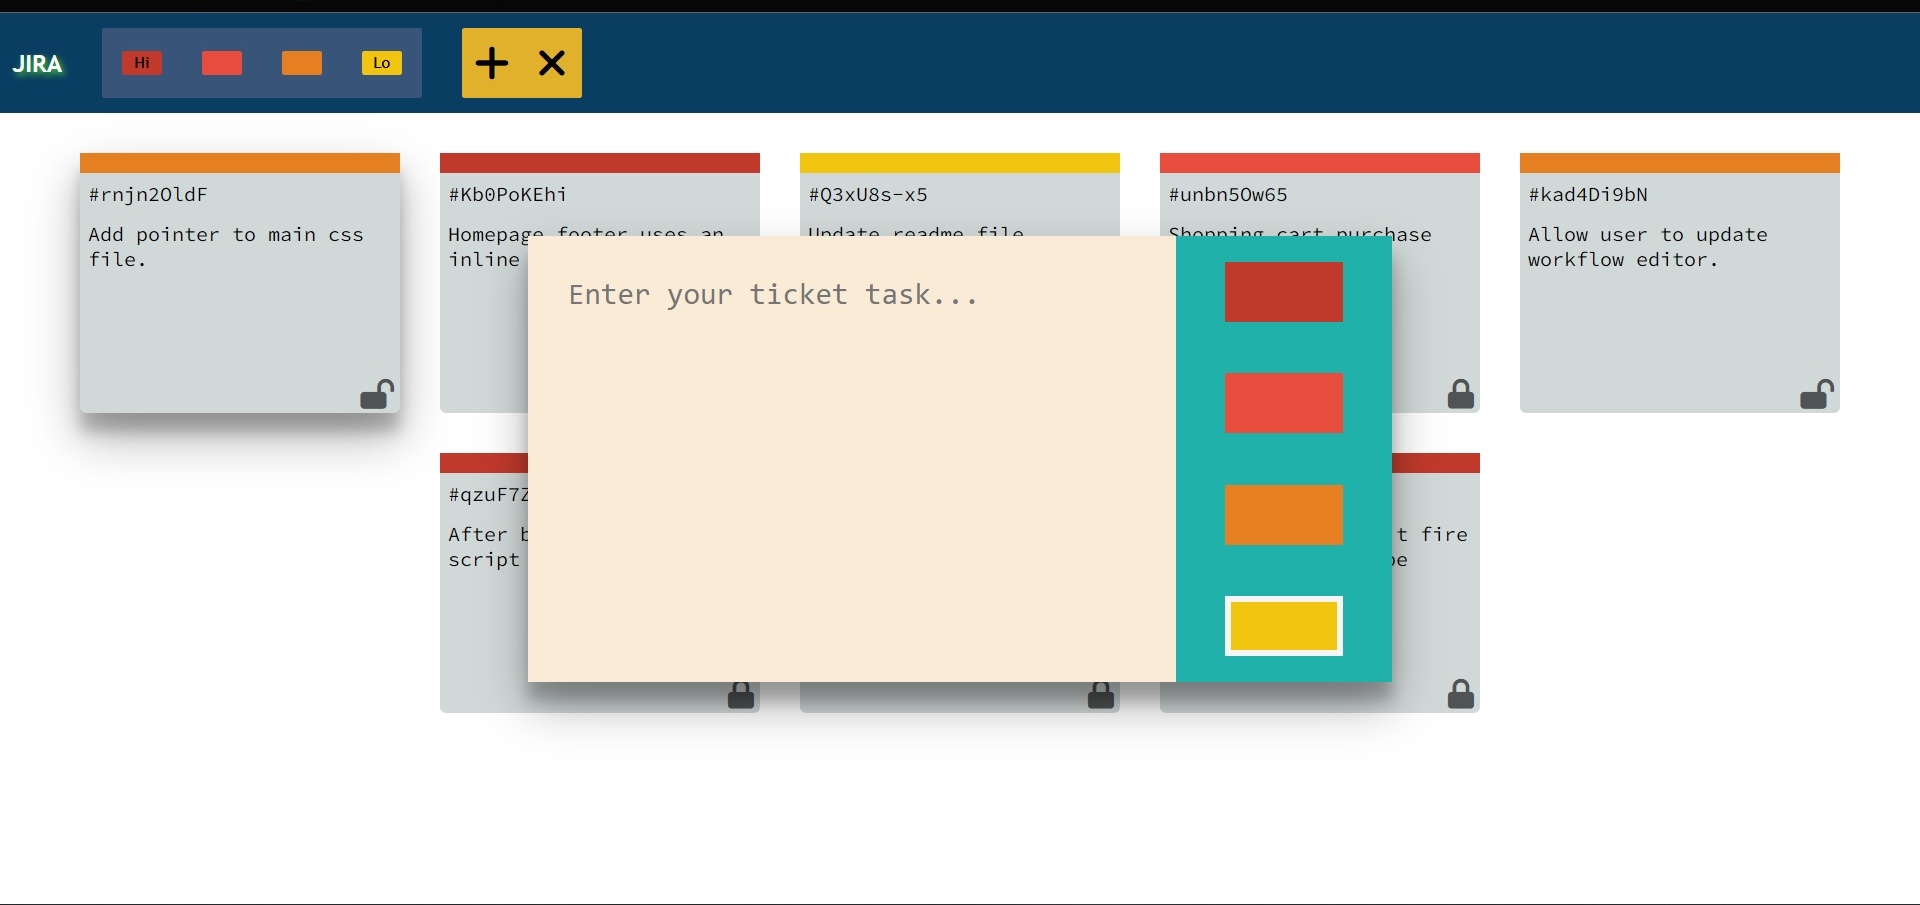 JIRA
Hi
Lo
#rnjn2OldF
Add pointer to main css
file.
#Kb0PoKEhi
Homepage footer uses an
inline
#Q3xU8s-x5
Update readme file
#unbn5Ow65
Shopping cart purchase
#kad4Di9bN
Allow user to update
workflow editor.
Enter your ticket task...
#qzuF7Z
After b
script
t fire
be